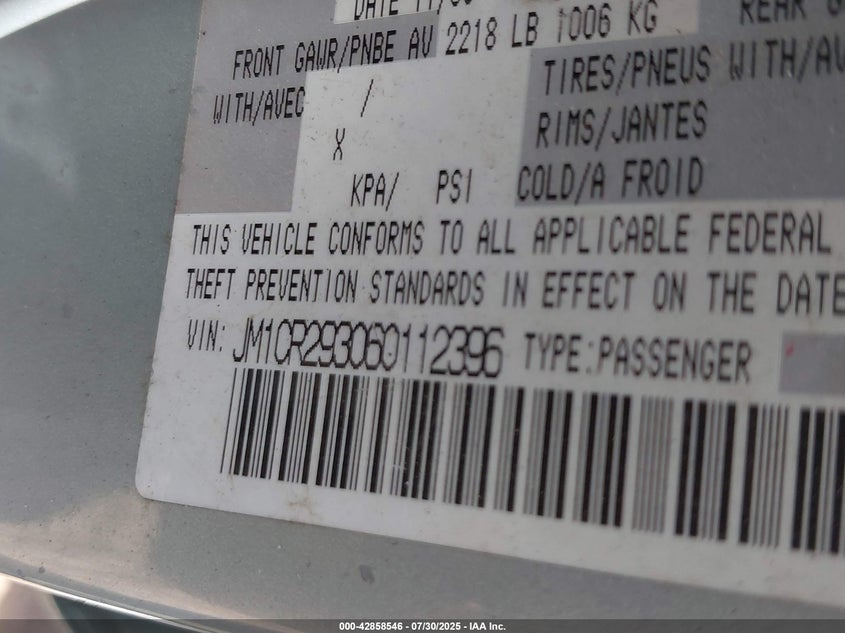 DATE 11/
REAR G
FRONT GAWR/PNBE AV 2218 LB 1006 KG
TIRES/PNEUS WITH/AV
WITH/AVEC /
RIMS/JANTES
X
KPA/ PSI COLD/A FROID
THIS VEHICLE CONFORMS TO ALL APPLICABLE FEDERAL
THEFT PREVENTION STANDARDS IN EFFECT ON THE DATE
VIN: JM1CR293060112396 TYPE:PASSENGER
000-42858546 - 07/30/2025 - IAA Inc.